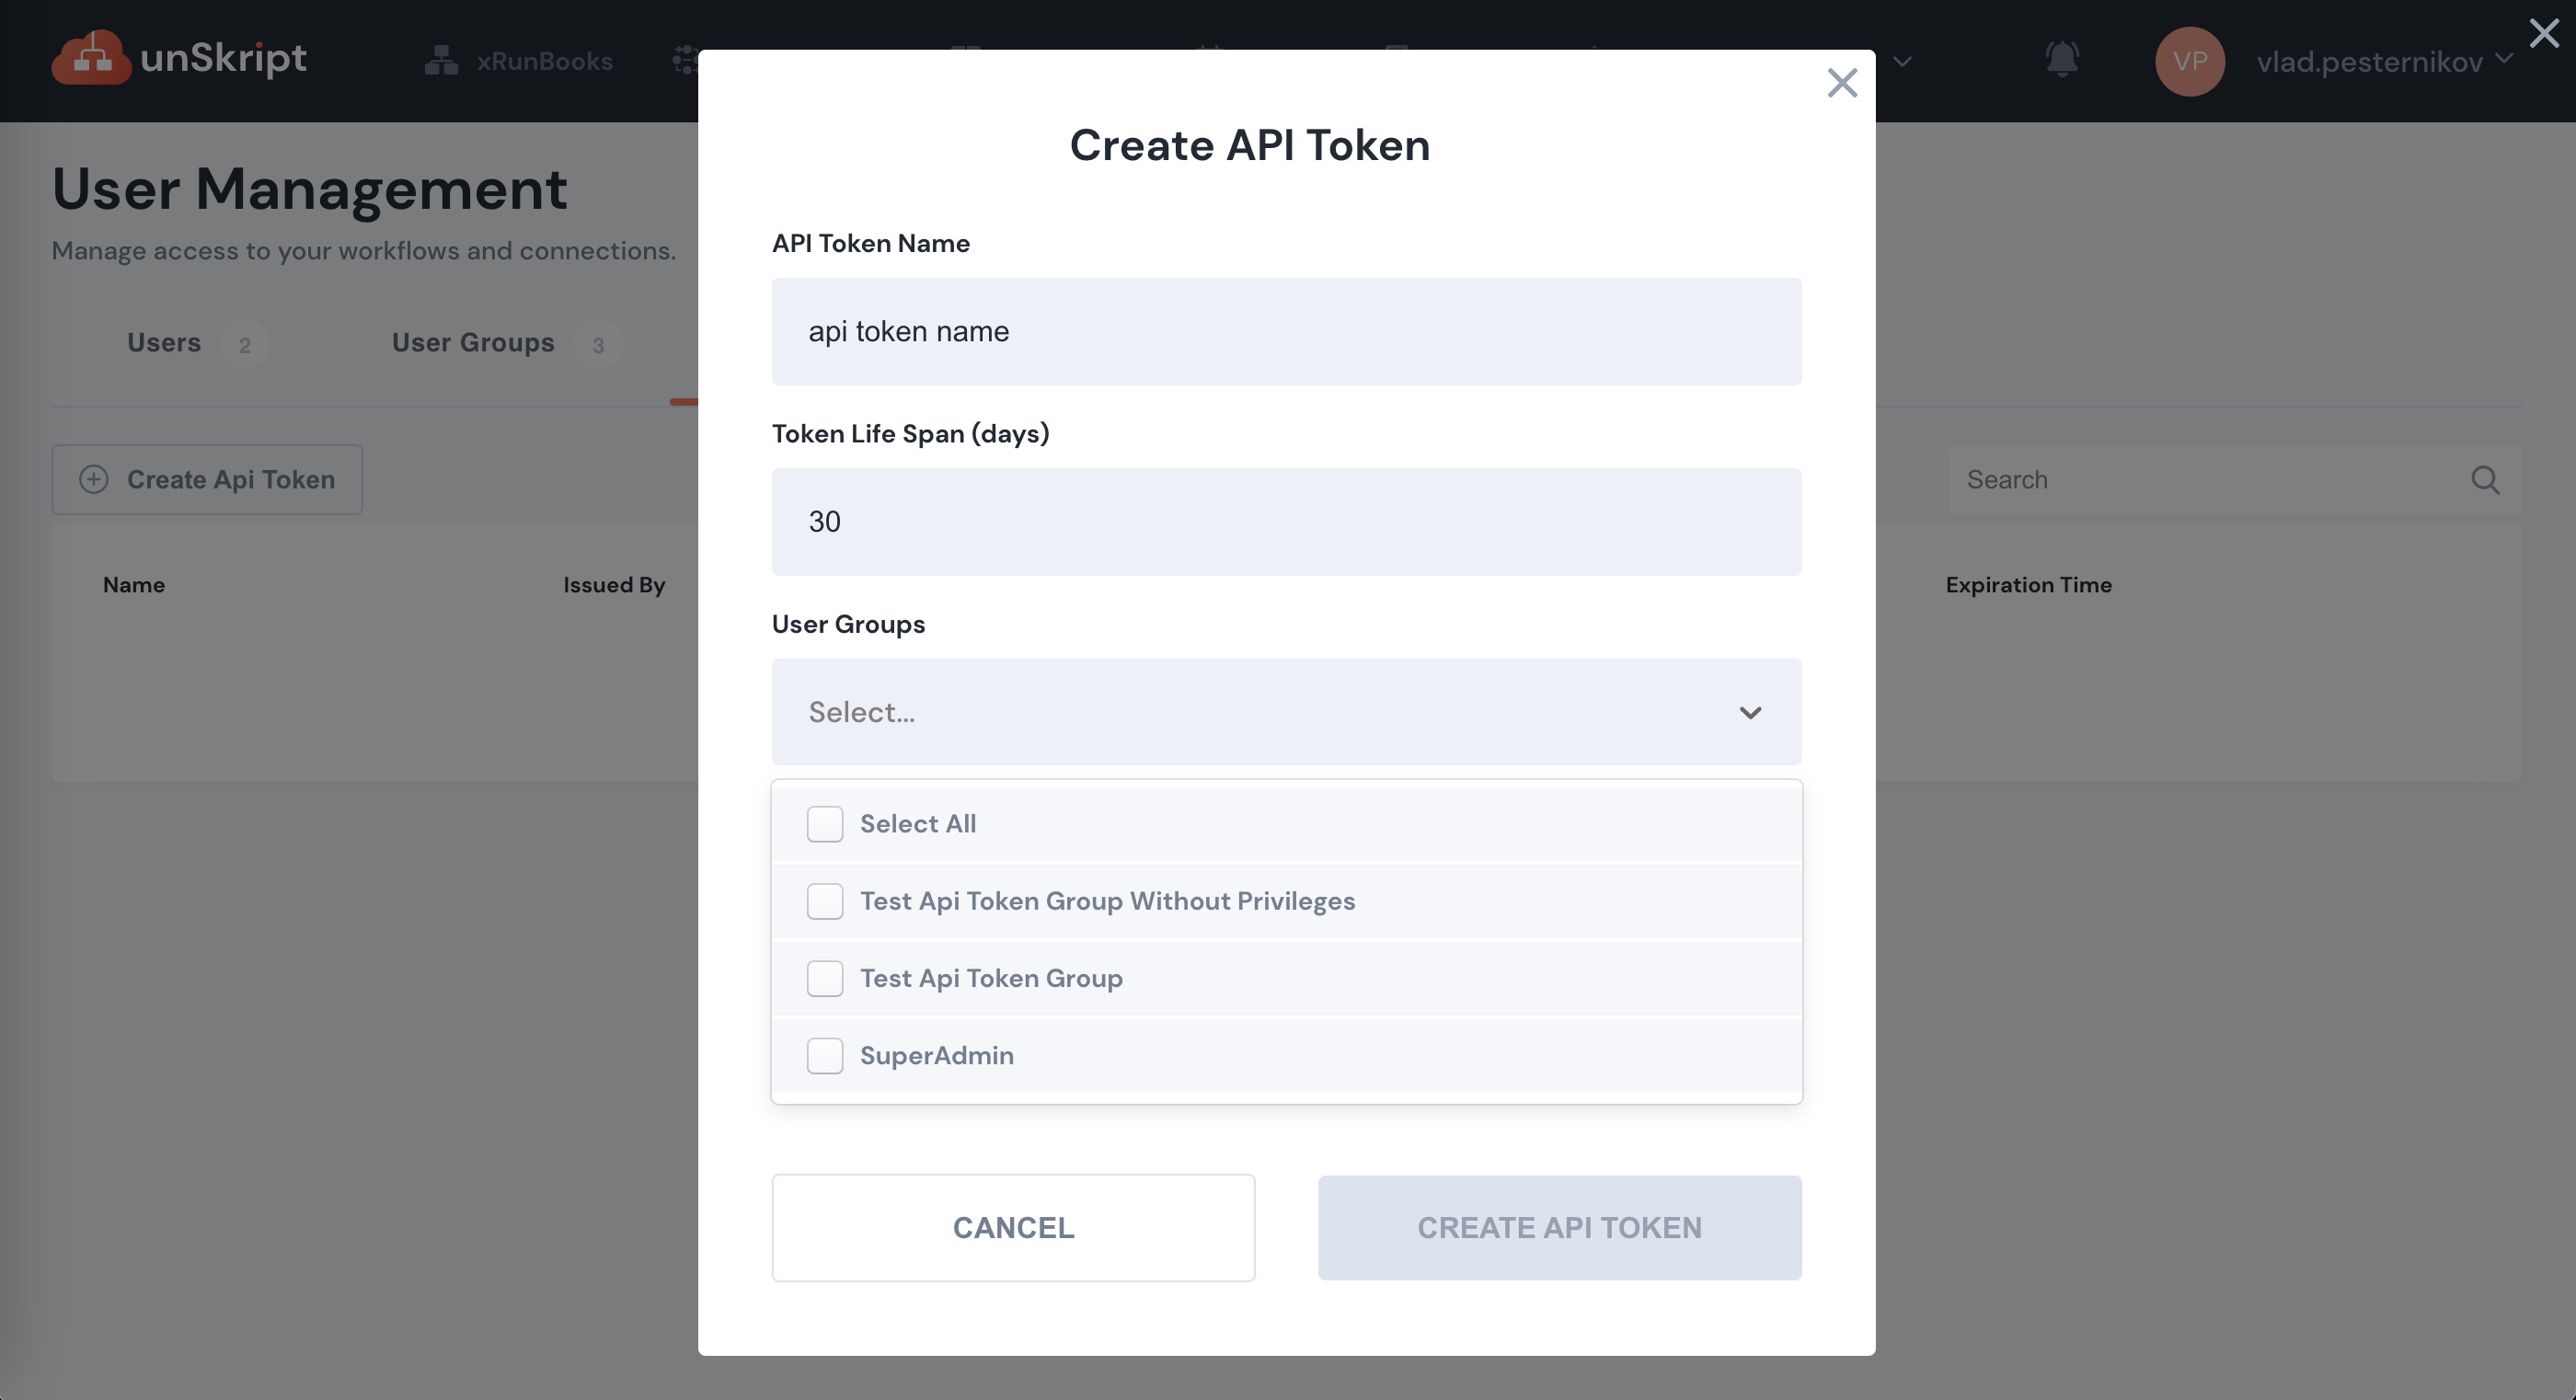 unSkript
xRunBooks
VP
vlad.pesternikov
User Management
Manage access to your workflows and connections.
Users 2
User Groups 3
Create Api Token
Search
Name
Issued By
Expiration Time
Create API Token
API Token Name
api token name
Token Life Span (days)
30
User Groups
Select...
Select All
Test Api Token Group Without Privileges
Test Api Token Group
SuperAdmin
CANCEL
CREATE API TOKEN